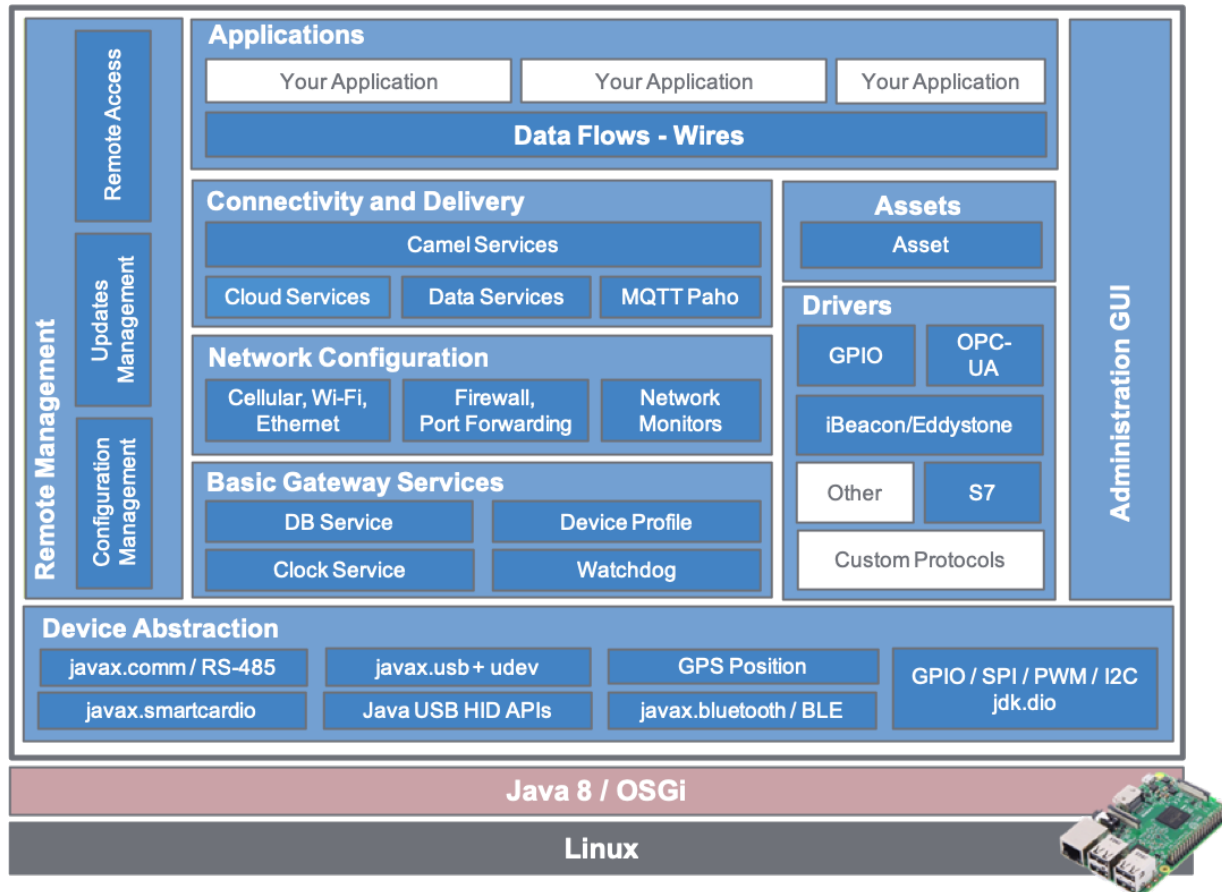 Remote Management
Remote Access
Updates
Management
Configuration
Management
Applications
Your Application
Your Application
Your Application
Data Flows - Wires
Connectivity and Delivery
Camel Services
Cloud Services
Data Services
MQTT Paho
Network Configuration
Cellular, Wi-Fi,
Ethernet
Firewall,
Port Forwarding
Network
Monitors
Basic Gateway Services
DB Service
Device Profile
Clock Service
Watchdog
Assets
Asset
Drivers
GPIO
OPC-
UA
iBeacon/Eddystone
Other
S7
Custom Protocols
Administration GUI
Device Abstraction
javax.comm / RS-485
javax.usb + udev
GPS Position
GPIO / SPI / PWM / I2C
jdk.dio
javax.smartcardio
Java USB HID APIs
javax.bluetooth / BLE
Java 8 / OSGi
Linux